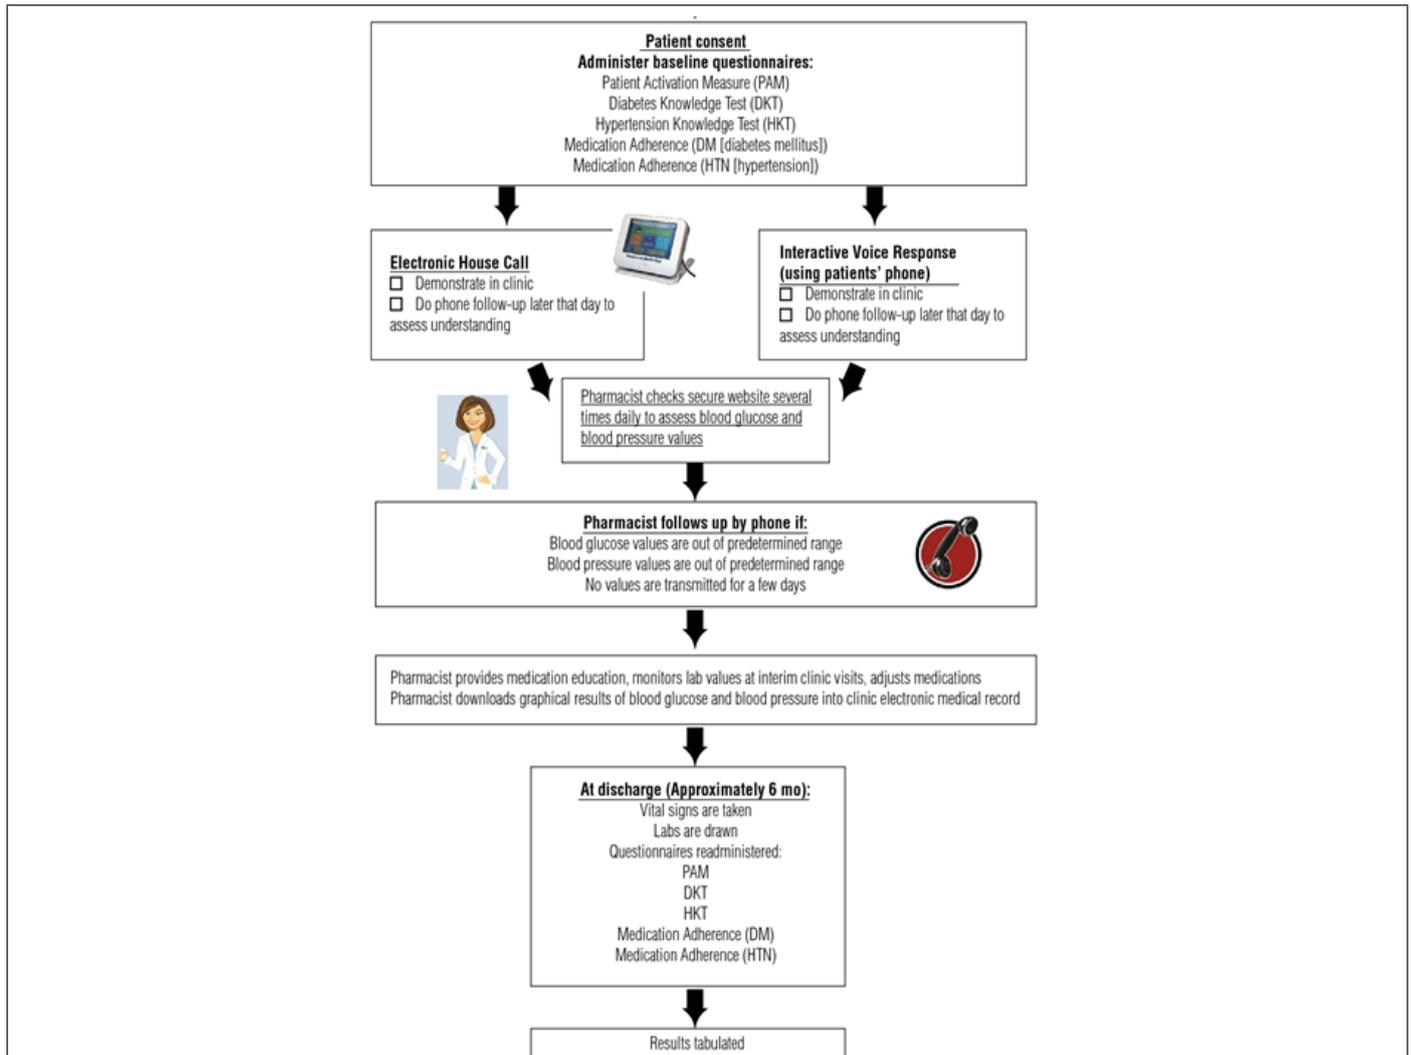 Patient consent
Administer baseline questionnaires:
Patient Activation Measure (PAM)
Diabetes Knowledge Test (DKT)
Hypertension Knowledge Test (HKT)
Medication Adherence (DM [diabetes mellitus])
Medication Adherence (HTN [hypertension])
Electronic House Call
Demonstrate in clinic
Do phone follow-up later that day to
assess understanding
Interactive Voice Response
(using patients' phone)
Demonstrate in clinic
Do phone follow-up later that day to
assess understanding
Pharmacist checks secure website several
times daily to assess blood glucose and
blood pressure values
Pharmacist follows up by phone if:
Blood glucose values are out of predetermined range
Blood pressure values are out of predetermined range
No values are transmitted for a few days
Pharmacist provides medication education, monitors lab values at interim clinic visits, adjusts medications
Pharmacist downloads graphical results of blood glucose and blood pressure into clinic electronic medical record
At discharge (Approximately 6 mo):
Vital signs are taken
Labs are drawn
Questionnaires readministered:
PAM
DKT
HKT
Medication Adherence (DM)
Medication Adherence (HTN)
Results tabulated